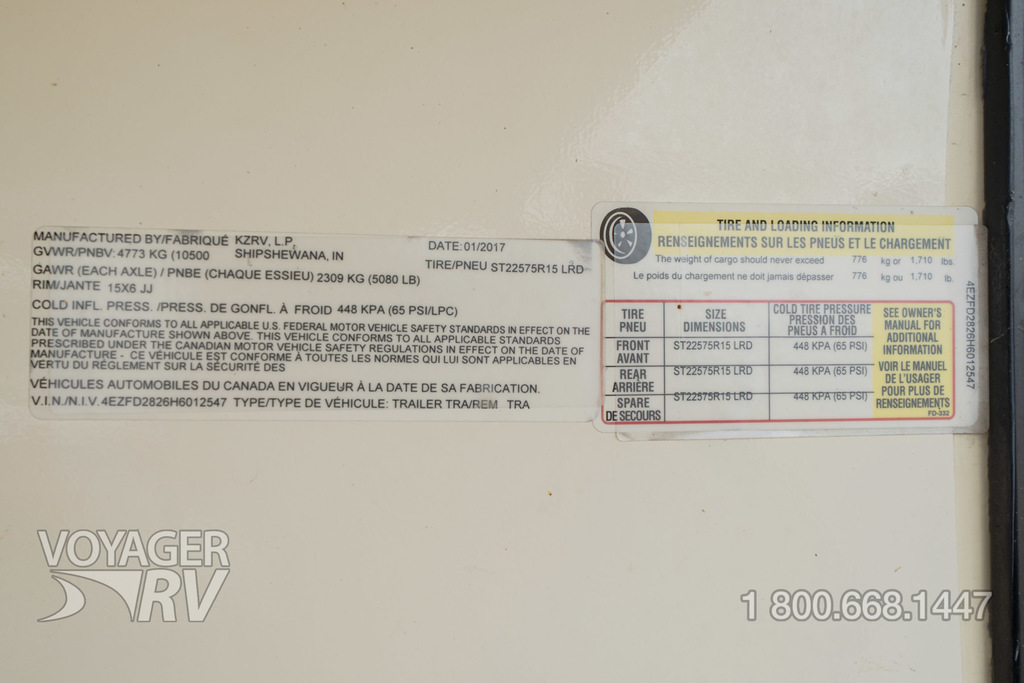 MANUFACTURED BY/FABRIQUÉ KZRV, L.P. DATE: 01/2017
GVWR/PNBV: 4773 KG (10500 SHIPSHEWANA, IN
TIRE/PNEU ST22575R15 LRD
GAWR (EACH AXLE) / PNBE (CHAQUE ESSIEU) 2309 KG (5080 LB)
RIM/JANTE 15X6 JJ
COLD INFL. PRESS. /PRESS. DE GONFL. À FROID 448 KPA (65 PSI/LPC)
THIS VEHICLE CONFORMS TO ALL APPLICABLE U.S. FEDERAL MOTOR VEHICLE SAFETY STANDARDS IN EFFECT ON THE
DATE OF MANUFACTURE SHOWN ABOVE. THIS VEHICLE CONFORMS TO ALL APPLICABLE STANDARDS
PRESCRIBED UNDER THE CANADIAN MOTOR VEHICLE SAFETY REGULATIONS IN EFFECT ON THE DATE OF
MANUFACTURE - CE VÉHICULE EST CONFORME À TOUTES LES NORMES QUI LUI SONT APPLICABLES EN
VERTU DU RÉGLEMENT SUR LA SÉCURITÉ DES
VÉHICULES AUTOMOBILES DU CANADA EN VIGUEUR À LA DATE DE SA FABRICATION.
V.I.N./N.I.V. 4EZFD2826H6012547 TYPE/TYPE DE VÉHICULE: TRAILER TRA/REM TRA
TIRE AND LOADING INFORMATION
RENSEIGNEMENTS SUR LES PNEUS ET LE CHARGEMENT
The weight of cargo should never exceed 776 kg or 1,710 lbs.
Le poids du chargement ne doit jamais dépasser 776 kg ou 1,710 lb.
TIRE
PNEU
SIZE
DIMENSIONS
COLD TIRE PRESSURE
PRESSION DES
PNEUS A FROID
FRONT
AVANT
ST22575R15 LRD 448 KPA (65 PSI)
REAR
ARRIÈRE
ST22575R15 LRD 448 KPA (65 PSI)
SPARE
DE SECOURS
ST22575R15 LRD 448 KPA (65 PSI)
SEE OWNER'S
MANUAL FOR
ADDITIONAL
INFORMATION
VOIR LE MANUEL
DE L'USAGER
POUR PLUS DE
RENSEIGNEMENTS
FD-332
4EZFD2826H6012547
VOYAGER
RV
1 800.668.1447